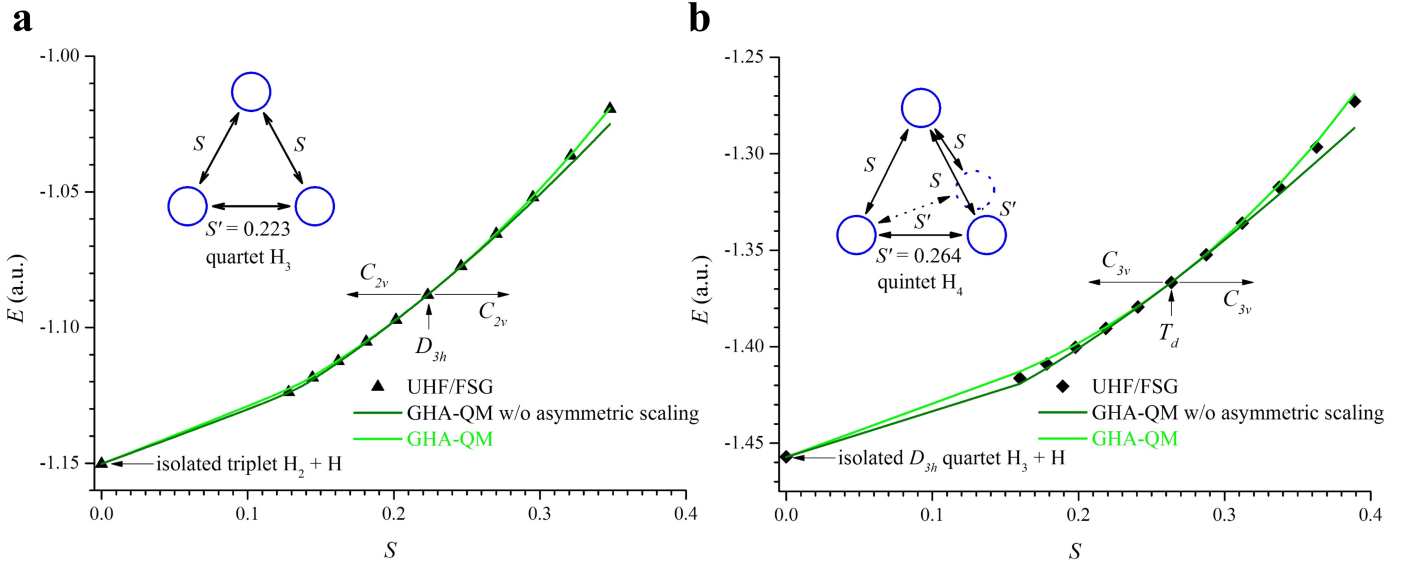 a
-1.00
-1.05
-1.10
-1.15
E (a.u.)
0.0 0.1 0.2 0.3 0.4
S
S S
S′ = 0.223
quartet H3
C2v
C2v
D3h
UHF/FSG
GHA-QM w/o asymmetric scaling
GHA-QM
isolated triplet H2 + H
b
-1.25
-1.30
-1.35
-1.40
-1.45
E (a.u.)
0.0 0.1 0.2 0.3 0.4
S
S S
S
S′ S′
S′ = 0.264
quintet H4
C3v
C3v
Td
UHF/FSG
GHA-QM w/o asymmetric scaling
GHA-QM
isolated D3h quartet H3 + H